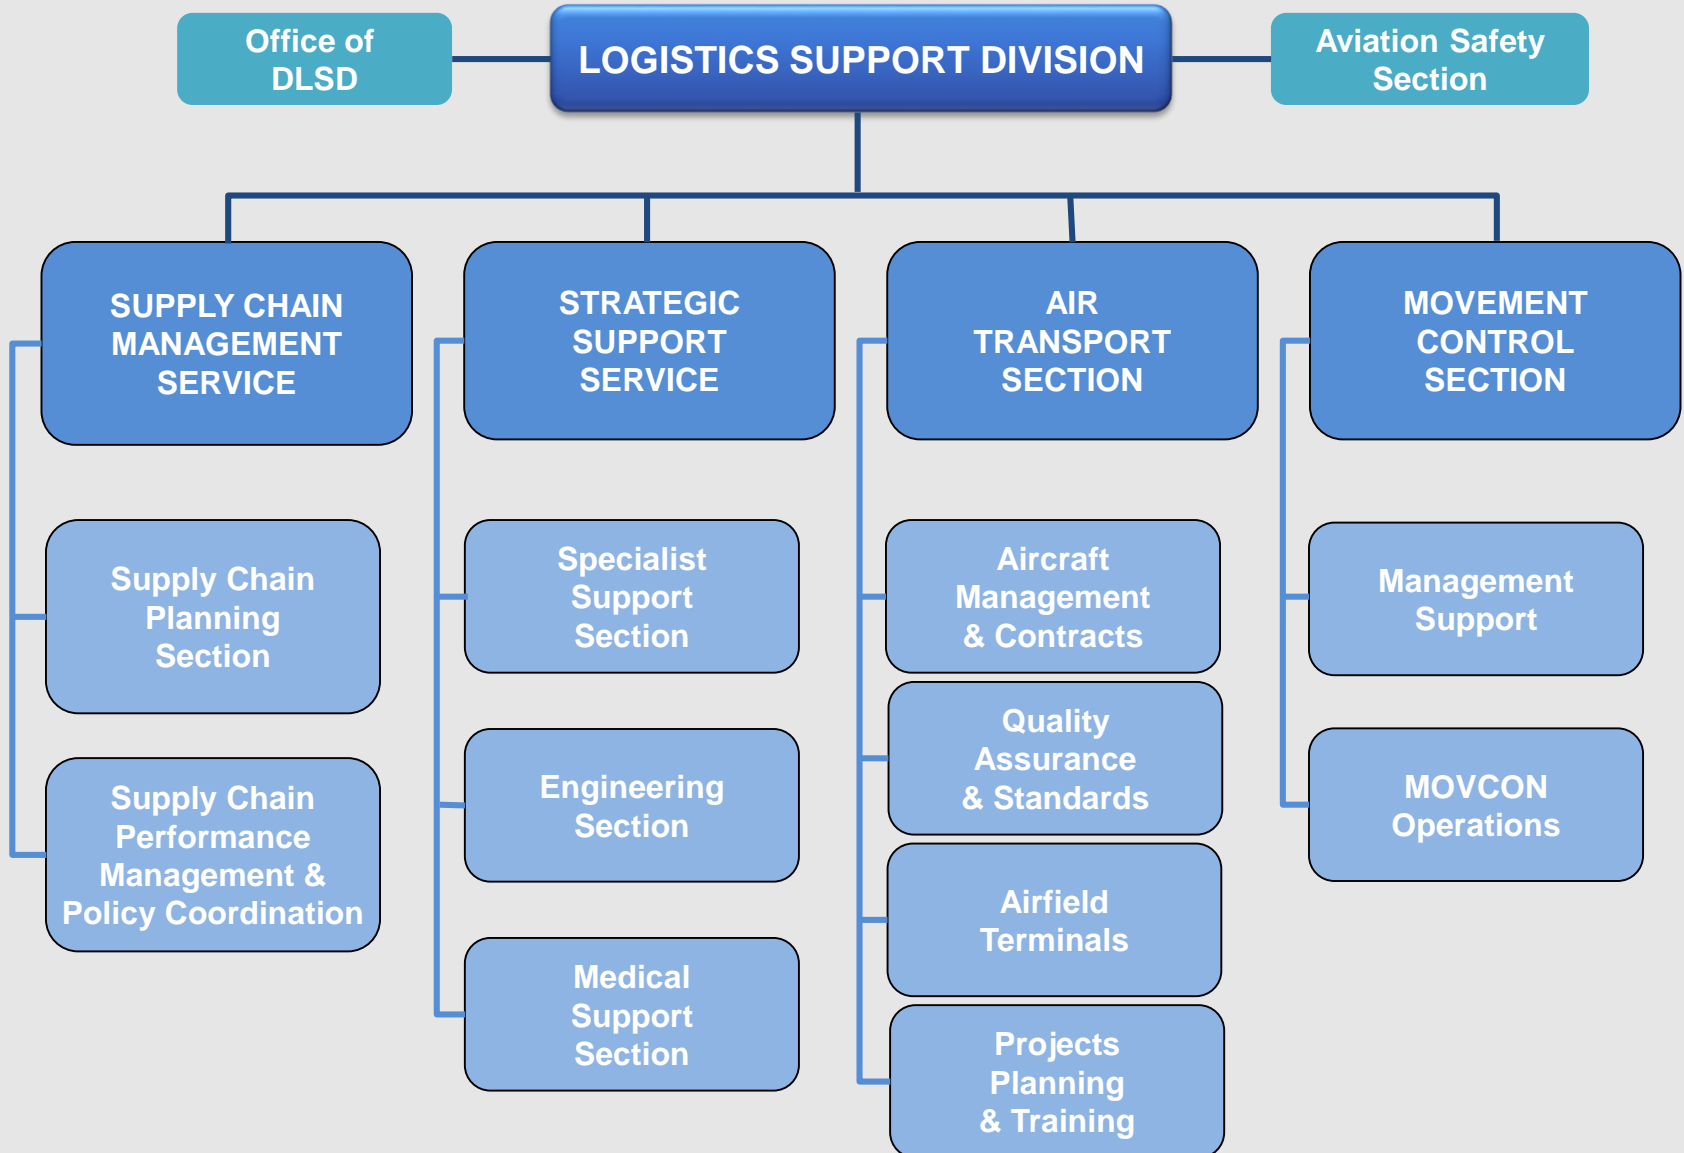 Office of
DLSD
LOGISTICS SUPPORT DIVISION
Aviation Safety
Section
SUPPLY CHAIN
MANAGEMENT
SERVICE
STRATEGIC
SUPPORT
SERVICE
AIR
TRANSPORT
SECTION
MOVEMENT
CONTROL
SECTION
Supply Chain
Planning
Section
Supply Chain
Performance
Management &
Policy Coordination
Specialist
Support
Section
Engineering
Section
Medical
Support
Section
Aircraft
Management
& Contracts
Quality
Assurance
& Standards
Airfield
Terminals
Projects
Planning
& Training
Management
Support
MOVCON
Operations